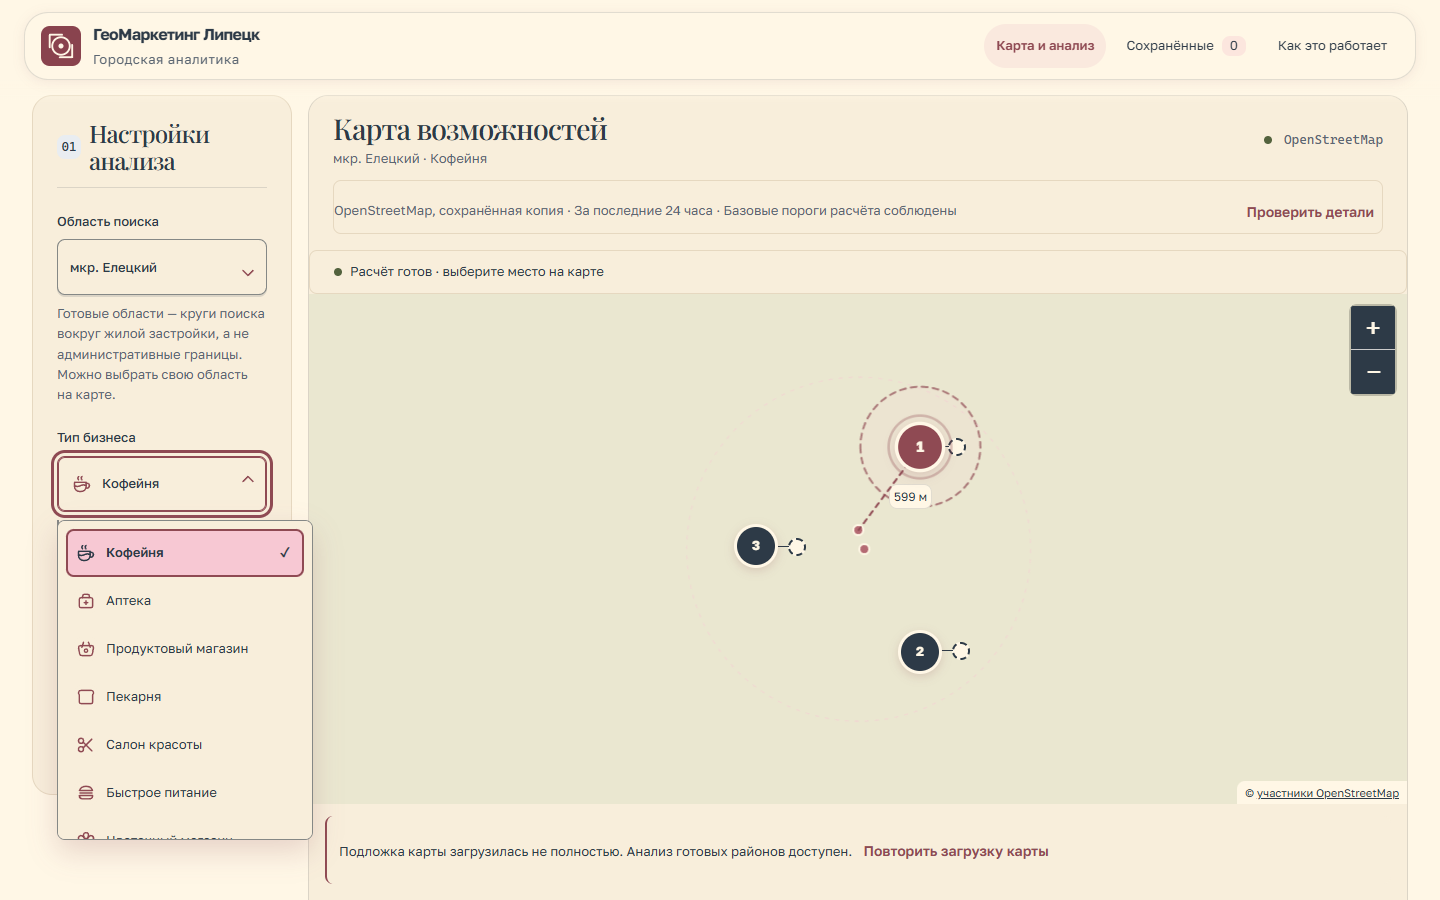 ГеоМаркетинг Липецк
Городская аналитика
Карта и анализ
Сохранённые 0
Как это работает
01 Настройки
анализа
Область поиска
мкр. Елецкий
Готовые области — круги поиска
вокруг жилой застройки, а не
административные границы.
Можно выбрать свою область
на карте.
Тип бизнеса
Кофейня
Кофейня ✓
Аптека
Продуктовый магазин
Пекарня
Салон красоты
Быстрое питание
Карта возможностей
мкр. Елецкий · Кофейня
OpenStreetMap
OpenStreetMap, сохранённая копия · За последние 24 часа · Базовые пороги расчёта соблюдены
Проверить детали
Расчёт готов · выберите место на карте
+
−
1
599 м
3
2
© участники OpenStreetMap
Подложка карты загрузилась не полностью. Анализ готовых районов доступен. Повторить загрузку карты